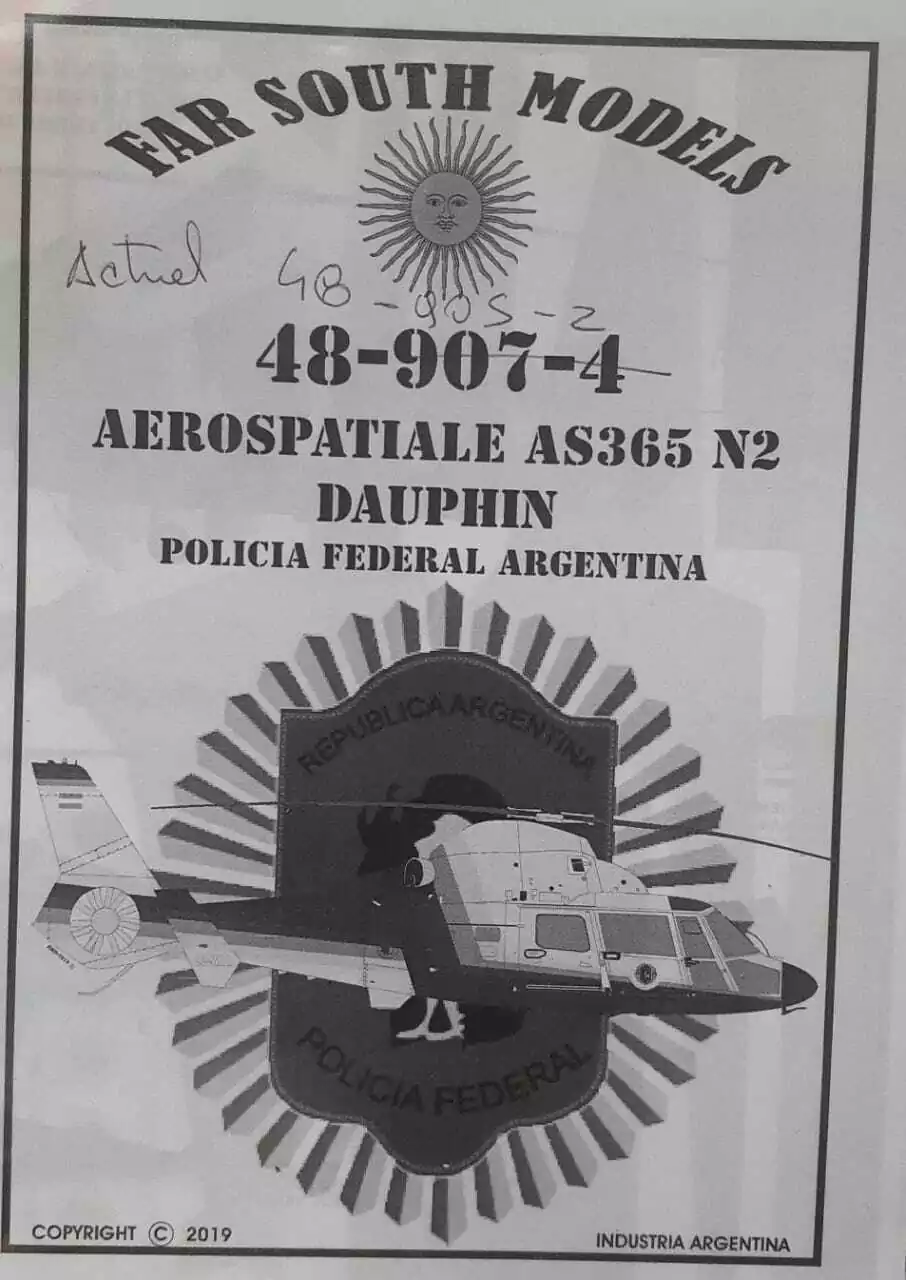 FAR SOUTH MODELS
Actuel 48-905-2
48-907-4
AEROSPATIALE AS365 N2
DAUPHIN
POLICIA FEDERAL ARGENTINA
REPUBLICA ARGENTINA
POLICIA FEDERAL
COPYRIGHT © 2019
INDUSTRIA ARGENTINA